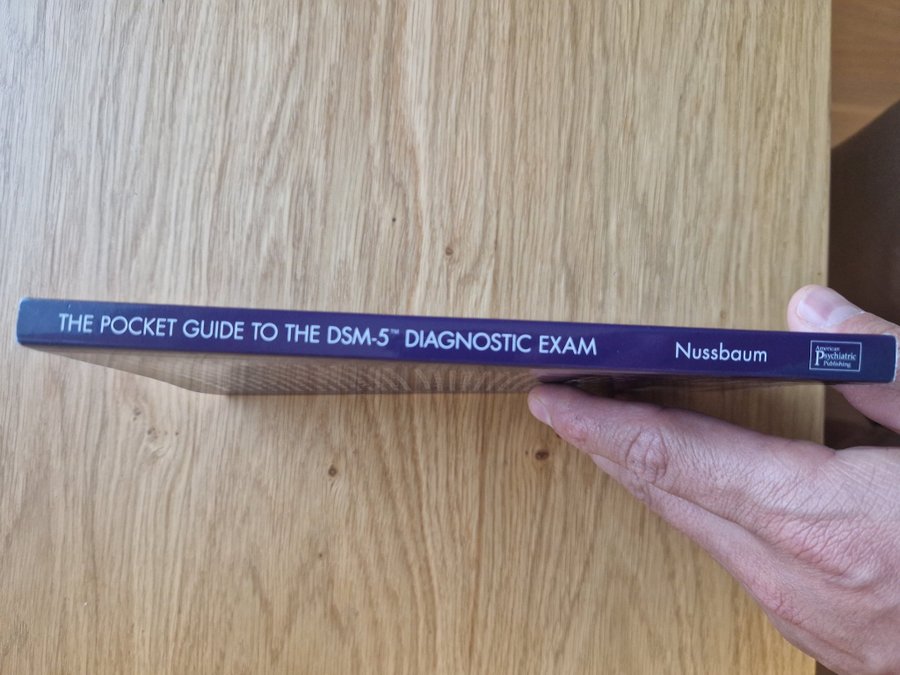 THE POCKET GUIDE TO THE DSM-5™ DIAGNOSTIC EXAM
Nussbaum
American
Psychiatric
Publishing